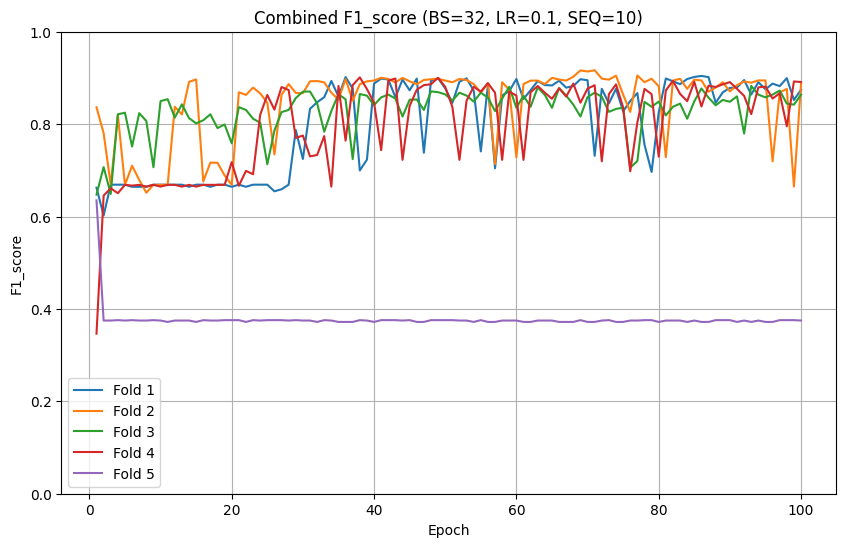 Combined F1_score (BS=32, LR=0.1, SEQ=10)
F1_score
1.0
0.8
0.6
0.4
0.2
0.0
Fold 1
Fold 2
Fold 3
Fold 4
Fold 5
0 20 40 60 80 100
Epoch